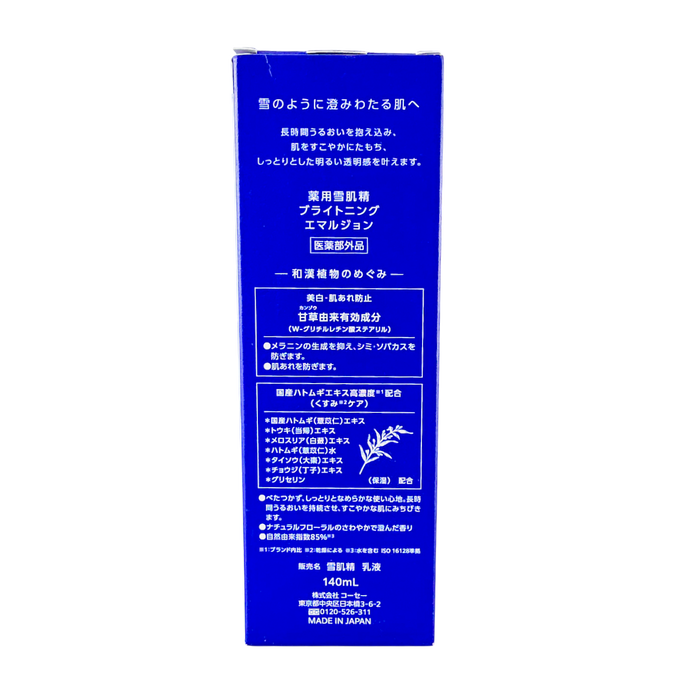 雪のように澄みわたる肌へ
長時間うるおいを抱え込み、
肌をすこやかにたもち、
しっとりとした明るい透明感を叶えます。
薬用雪肌精
ブライトニング
エマルジョン
医薬部外品
和漢植物のめぐみ
美白・肌あれ防止
カンゾウ
甘草由来有効成分
(W-グリチルレチン酸ステアリル)
●メラニンの生成を抑え、シミ・ソバカスを
防ぎます。
●肌あれを防ぎます。
国産ハトムギエキス高濃度※1配合
(くすみ※2ケア)
*国産ハトムギ(薏苡仁)エキス
*トウキ(当帰)エキス
*メロスリア(白蘞)エキス
*ハトムギ(薏苡仁)水
*タイソウ(大棗)エキス
*チョウジ(丁子)エキス
*グリセリン
(保湿) 配合
●べたつかず、しっとりとなめらかな使い心地。長時
間うるおいを持続させ、すこやかな肌にみちびき
ます。
●ナチュラルフローラルのさわやかで澄んだ香り
●自然由来指数85%※3
※1:ブランド内比 ※2:乾燥による ※3:水を含む ISO 16128準拠
販売名 雪肌精 乳液
140mL
株式会社 コーセー
東京都中央区日本橋3-6-2
0120-526-311
MADE IN JAPAN